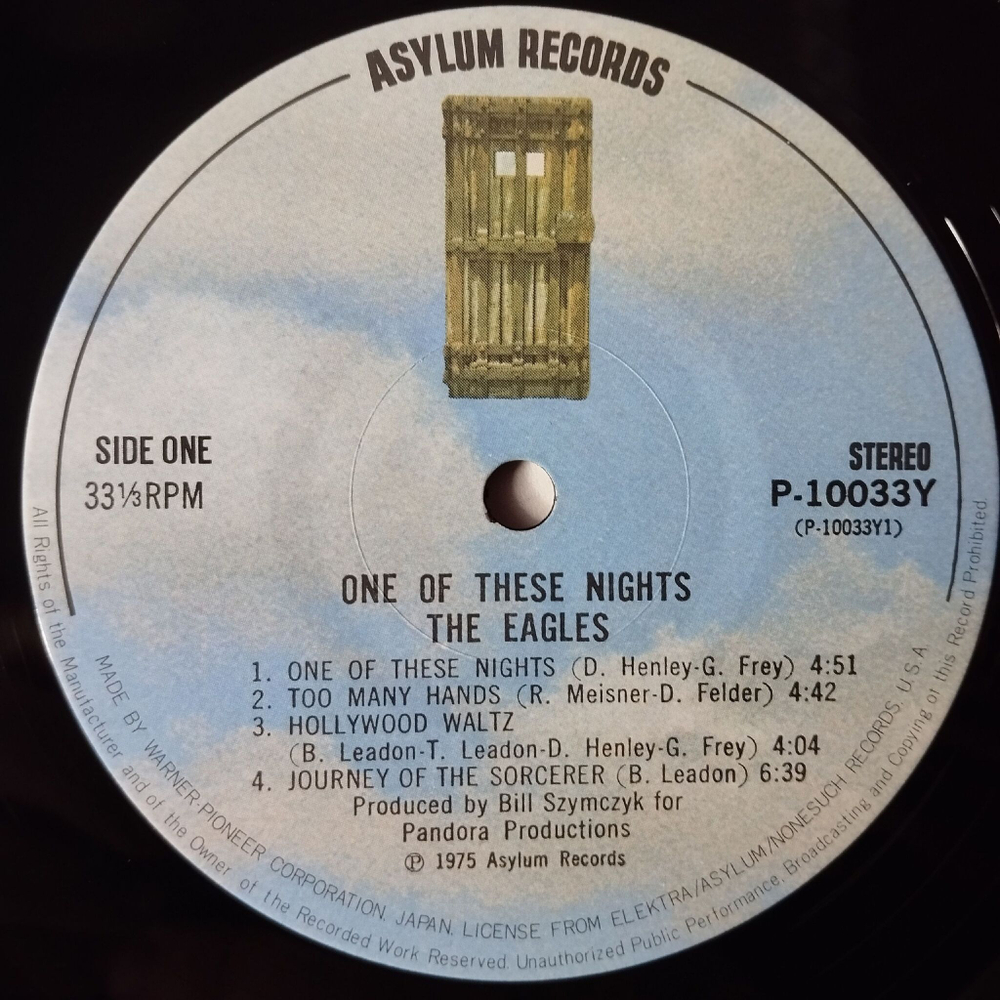 ASYLUM RECORDS
SIDE ONE
33⅓RPM
STEREO
P-10033Y
(P-10033Y1)
ONE OF THESE NIGHTS
THE EAGLES
1. ONE OF THESE NIGHTS (D. Henley-G. Frey) 4:51
2. TOO MANY HANDS (R. Meisner-D. Felder) 4:42
3. HOLLYWOOD WALTZ
(B. Leadon-T. Leadon-D. Henley-G. Frey) 4:04
4. JOURNEY OF THE SORCERER (B. Leadon) 6:39
Produced by Bill Szymczyk for
Pandora Productions
Ⓟ 1975 Asylum Records
MADE BY WARNER-PIONEER CORPORATION. JAPAN. LICENSE FROM ELEKTRA/ASYLUM/NONESUCH RECORDS. U.S.A.
All Rights of the Manufacturer and of the Owner of the Recorded Work Reserved. Unauthorized Public Performance. Broadcasting and Copying of this Record Prohibited.